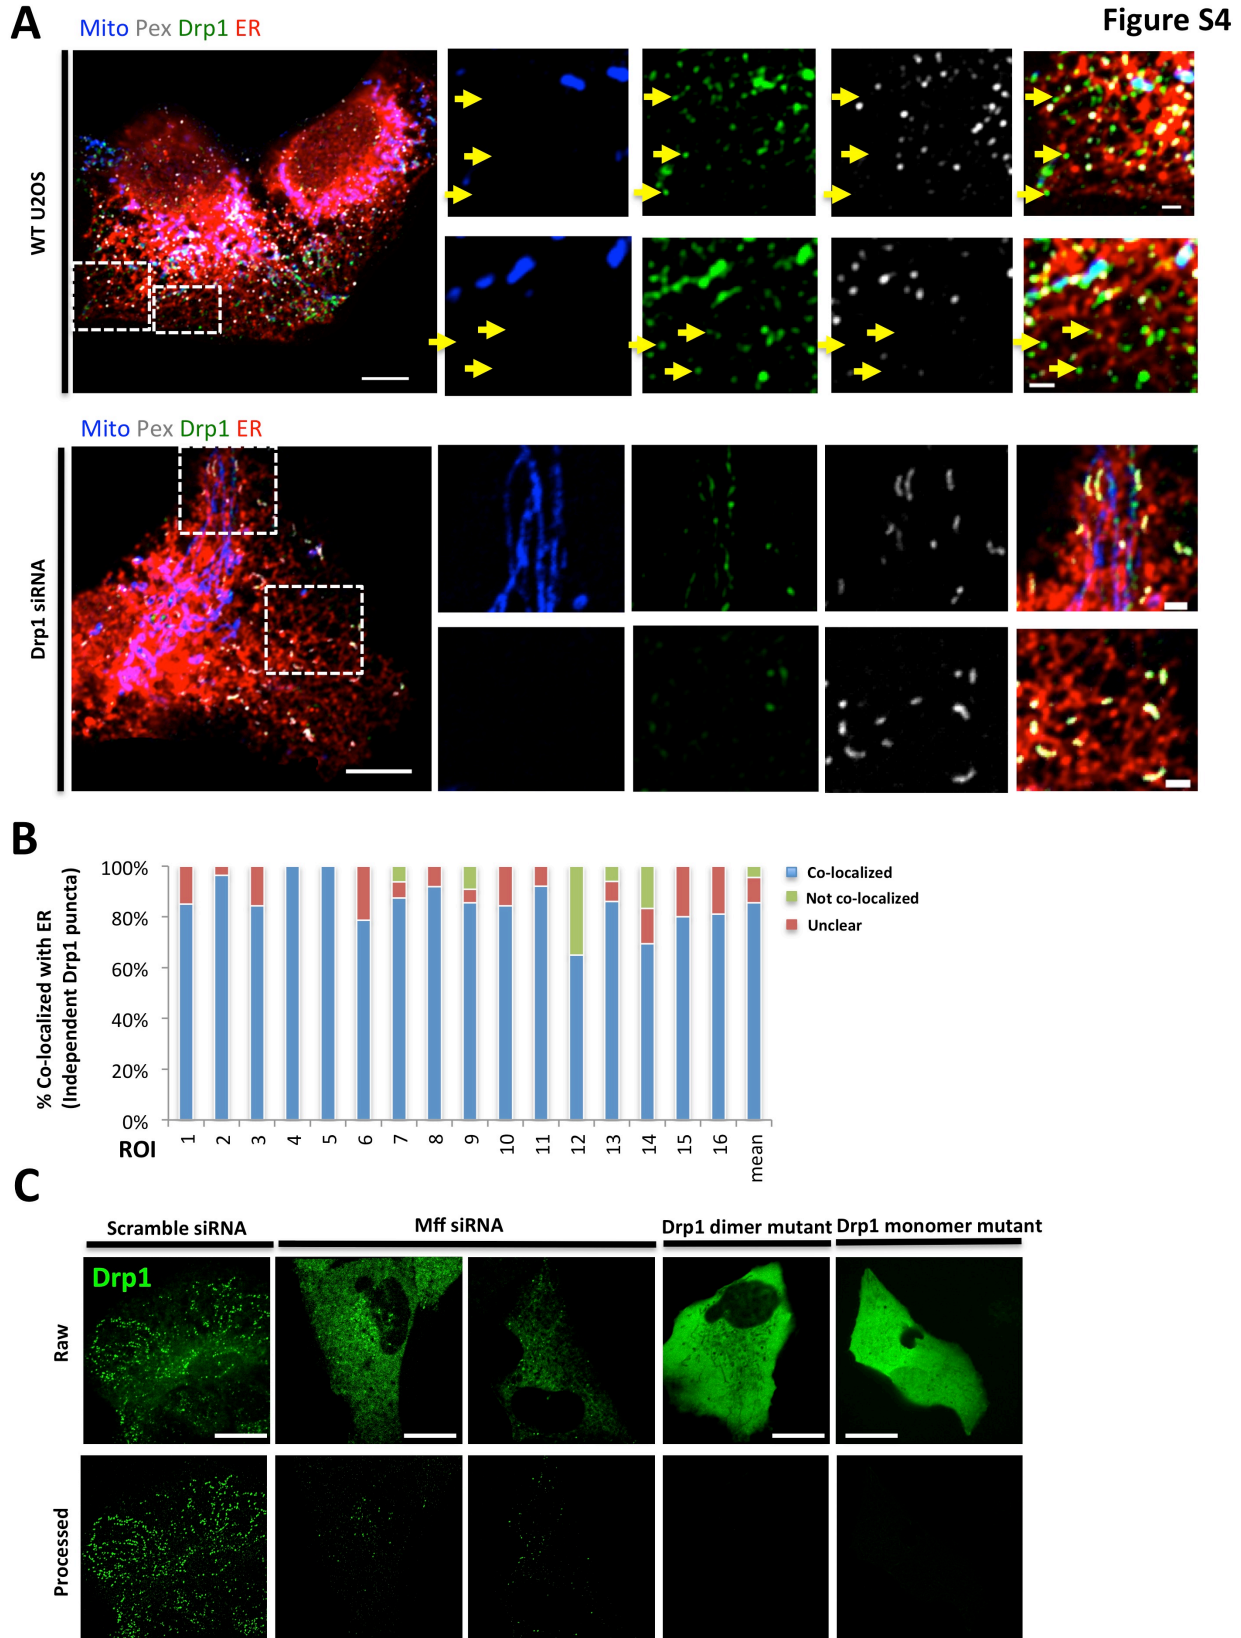 Figure S4
A
Mito Pex Drp1 ER
WT U2OS
Mito Pex Drp1 ER
Drp1 siRNA
B
% Co-localized with ER
(Independent Drp1 puncta)
100%
80%
60%
40%
20%
0%
ROI
1 2 3 4 5 6 7 8 9 10 11 12 13 14 15 16 mean
Co-localized
Not co-localized
Unclear
C
Scramble siRNA
Mff siRNA
Drp1 dimer mutant
Drp1 monomer mutant
Drp1
Raw
Processed